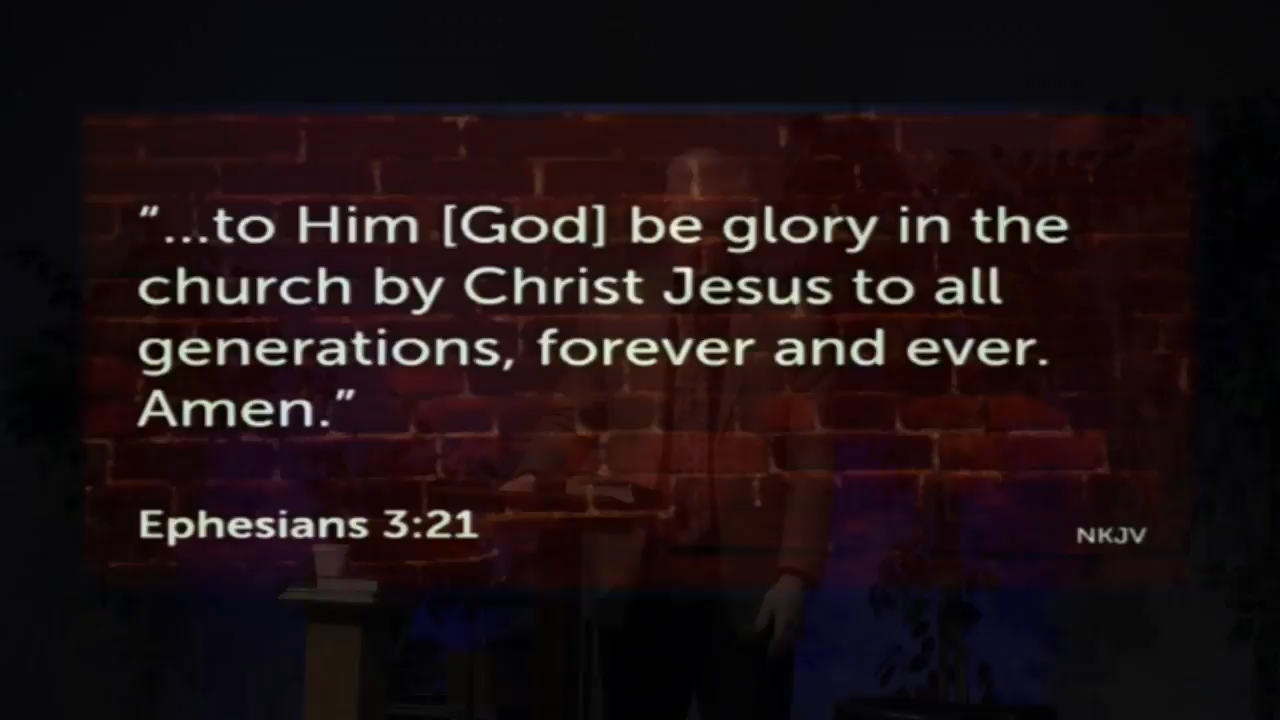 “...to Him [God] be glory in the
church by Christ Jesus to all
generations, forever and ever.
Amen.”
Ephesians 3:21
NKJV